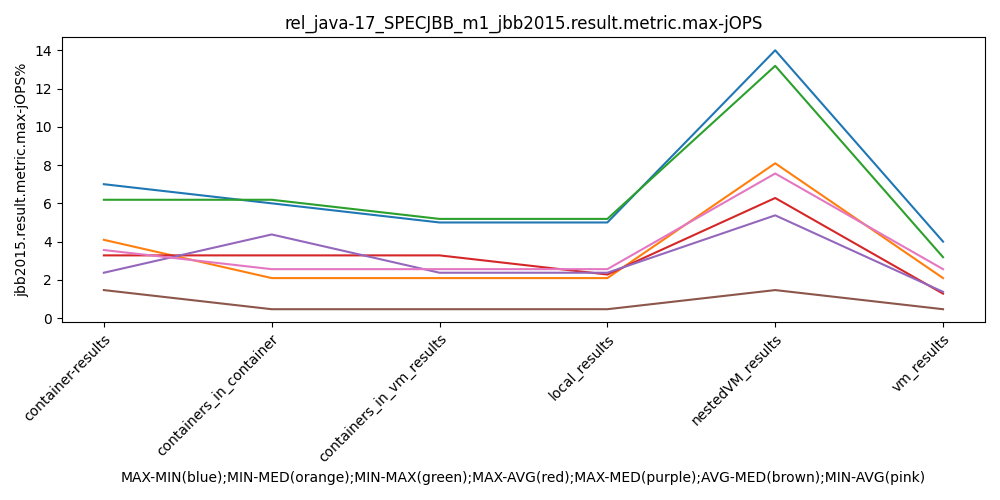 rel_java-17_SPECJBB_m1_jbb2015.result.metric.max-jOPS
jbb2015.result.metric.max-jOPS%
14
12
10
8
6
4
2
0
container-results
containers_in_container
containers_in_vm_results
local_results
nestedVM_results
vm_results
MAX-MIN(blue);MIN-MED(orange);MIN-MAX(green);MAX-AVG(red);MAX-MED(purple);AVG-MED(brown);MIN-AVG(pink)